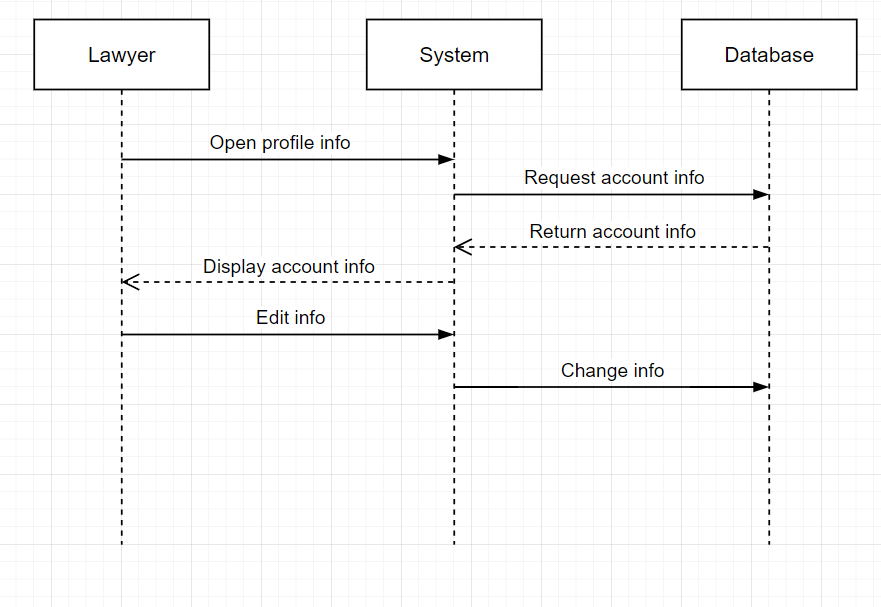 Lawyer
System
Database
Open profile info
Request account info
Return account info
Display account info
Edit info
Change info